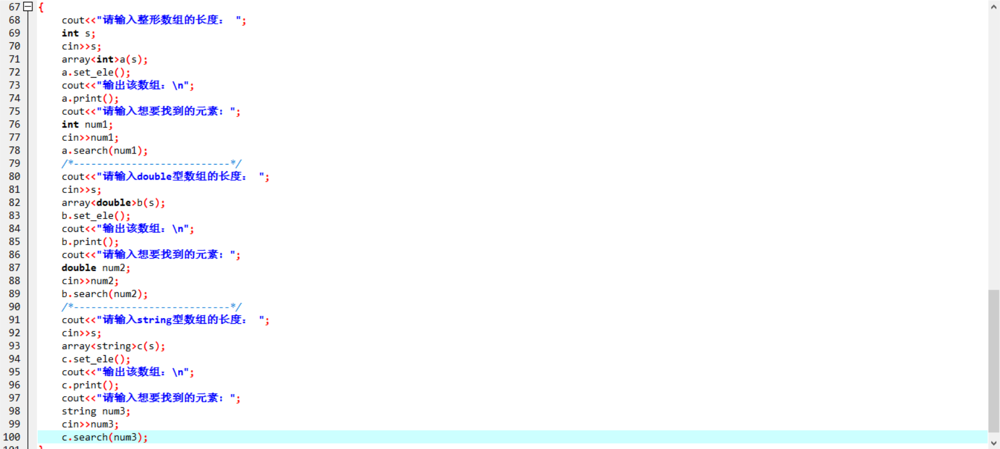 67 {
68 cout<<"请输入整形数组的长度： ";
69 int s;
70 cin>>s;
71 array<int>a(s);
72 a.set_ele();
73 cout<<"输出该数组：\n";
74 a.print();
75 cout<<"请输入想要找到的元素：";
76 int num1;
77 cin>>num1;
78 a.search(num1);
79 /*---------------------------*/
80 cout<<"请输入double型数组的长度： ";
81 cin>>s;
82 array<double>b(s);
83 b.set_ele();
84 cout<<"输出该数组：\n";
85 b.print();
86 cout<<"请输入想要找到的元素：";
87 double num2;
88 cin>>num2;
89 b.search(num2);
90 /*---------------------------*/
91 cout<<"请输入string型数组的长度： ";
92 cin>>s;
93 array<string>c(s);
94 c.set_ele();
95 cout<<"输出该数组：\n";
96 c.print();
97 cout<<"请输入想要找到的元素：";
98 string num3;
99 cin>>num3;
100 c.search(num3);
101 }